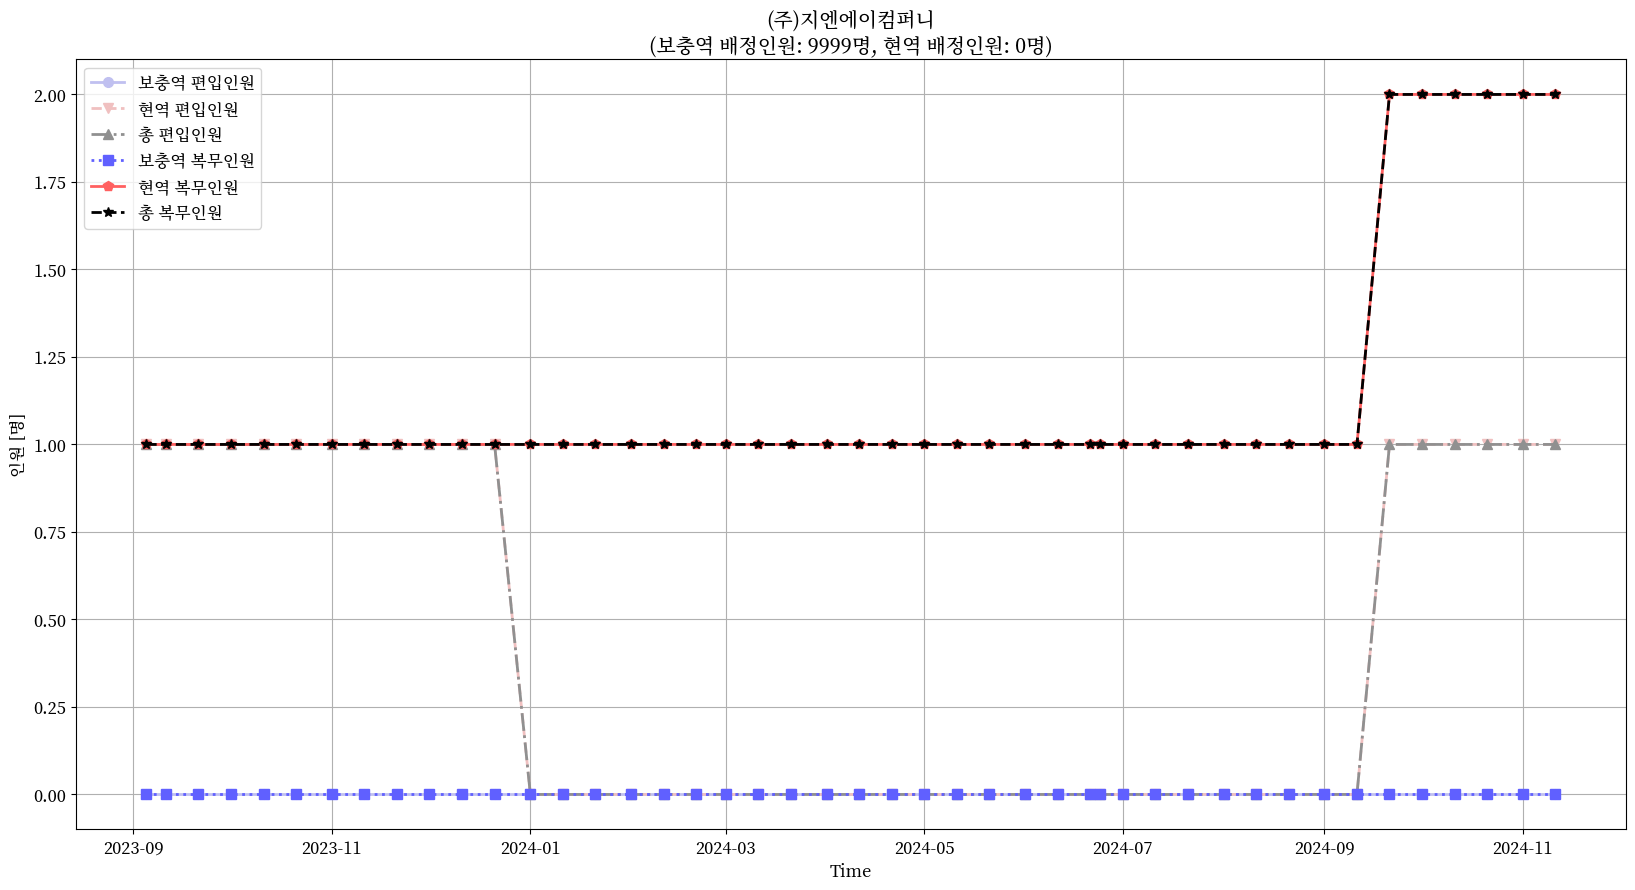 (주)지엔에이컴퍼니
(보충역 배정인원: 9999명, 현역 배정인원: 0명)
보충역 편입인원
현역 편입인원
총 편입인원
보충역 복무인원
현역 복무인원
총 복무인원
2.00
1.75
1.50
1.25
1.00
0.75
0.50
0.25
0.00
인원 [명]
2023-09 2023-11 2024-01 2024-03 2024-05 2024-07 2024-09 2024-11
Time